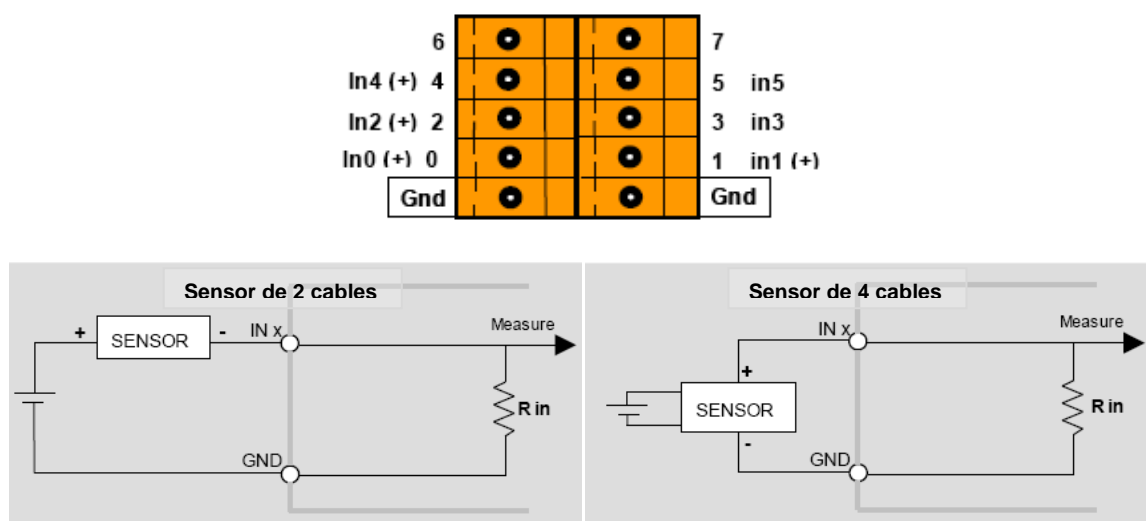 6 7
In4 (+) 4 5 in5
In2 (+) 2 3 in3
In0 (+) 0 1 in1 (+)
Gnd Gnd
Sensor de 2 cables
+ SENSOR - IN x
Measure
R in
GND
Sensor de 4 cables
IN x
Measure
+
SENSOR
R in
-
GND